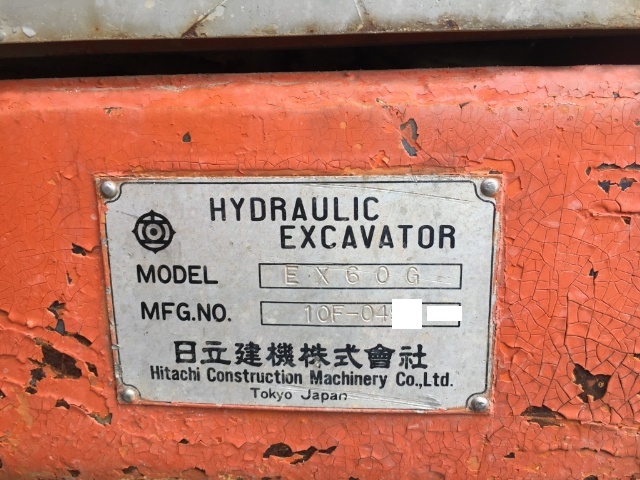 HYDRAULIC
EXCAVATOR
MODEL EX60G
MFG.NO. 10F-04
日立建機株式會社
Hitachi Construction Machinery Co.,Ltd.
Tokyo Japan